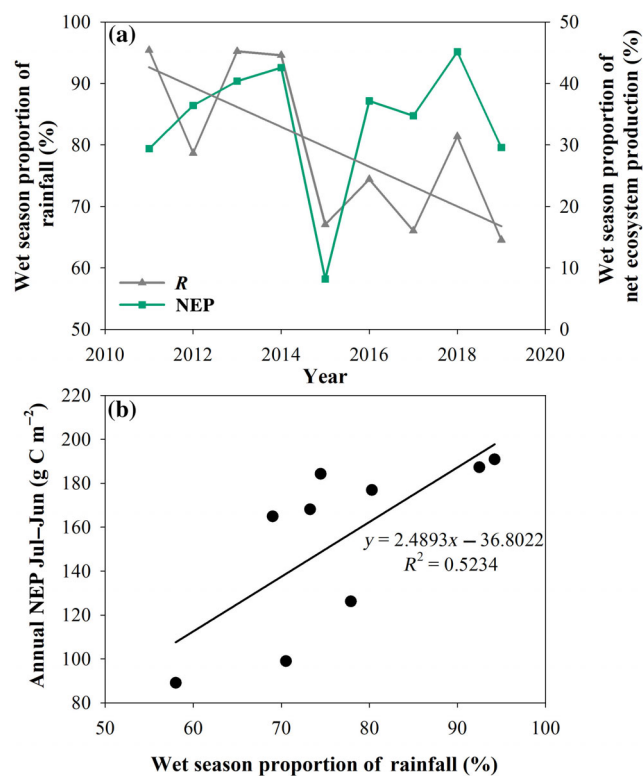 (a)
Wet season proportion of
rainfall (%)
100
90
80
70
60
50
Wet season proportion of
net ecosystem production (%)
50
40
30
20
10
0
R
NEP
2010 2012 2014 2016 2018 2020
Year
(b)
Annual NEP Jul–Jun (g C m−2)
220
200
180
160
140
120
100
80
y = 2.4893x − 36.8022
R2 = 0.5234
50 60 70 80 90 100
Wet season proportion of rainfall (%)